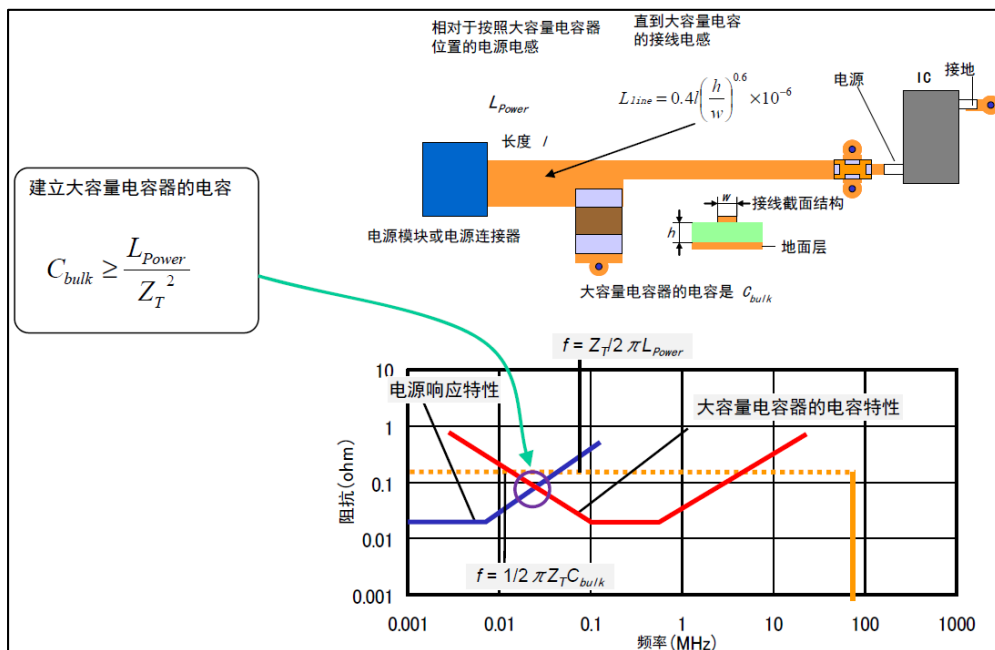 相对于按照大容量电容器
位置的电源电感
直到大容量电容
的接线电感
L_Power
L_line = 0.4l(h/w)^0.6 ×10^-6
长度 l
电源
IC
接地
建立大容量电容器的电容
C_bulk ≥ L_Power / Z_T^2
电源模块或电源连接器
w
接线截面结构
h
地面层
大容量电容器的电容是 C_bulk
f = Z_T/2 π L_Power
电源响应特性
大容量电容器的电容特性
f = 1/2 π Z_T C_bulk
阻抗(ohm)
10
1
0.1
0.01
0.001
0.001 0.01 0.1 1 10 100 1000
频率(MHz)